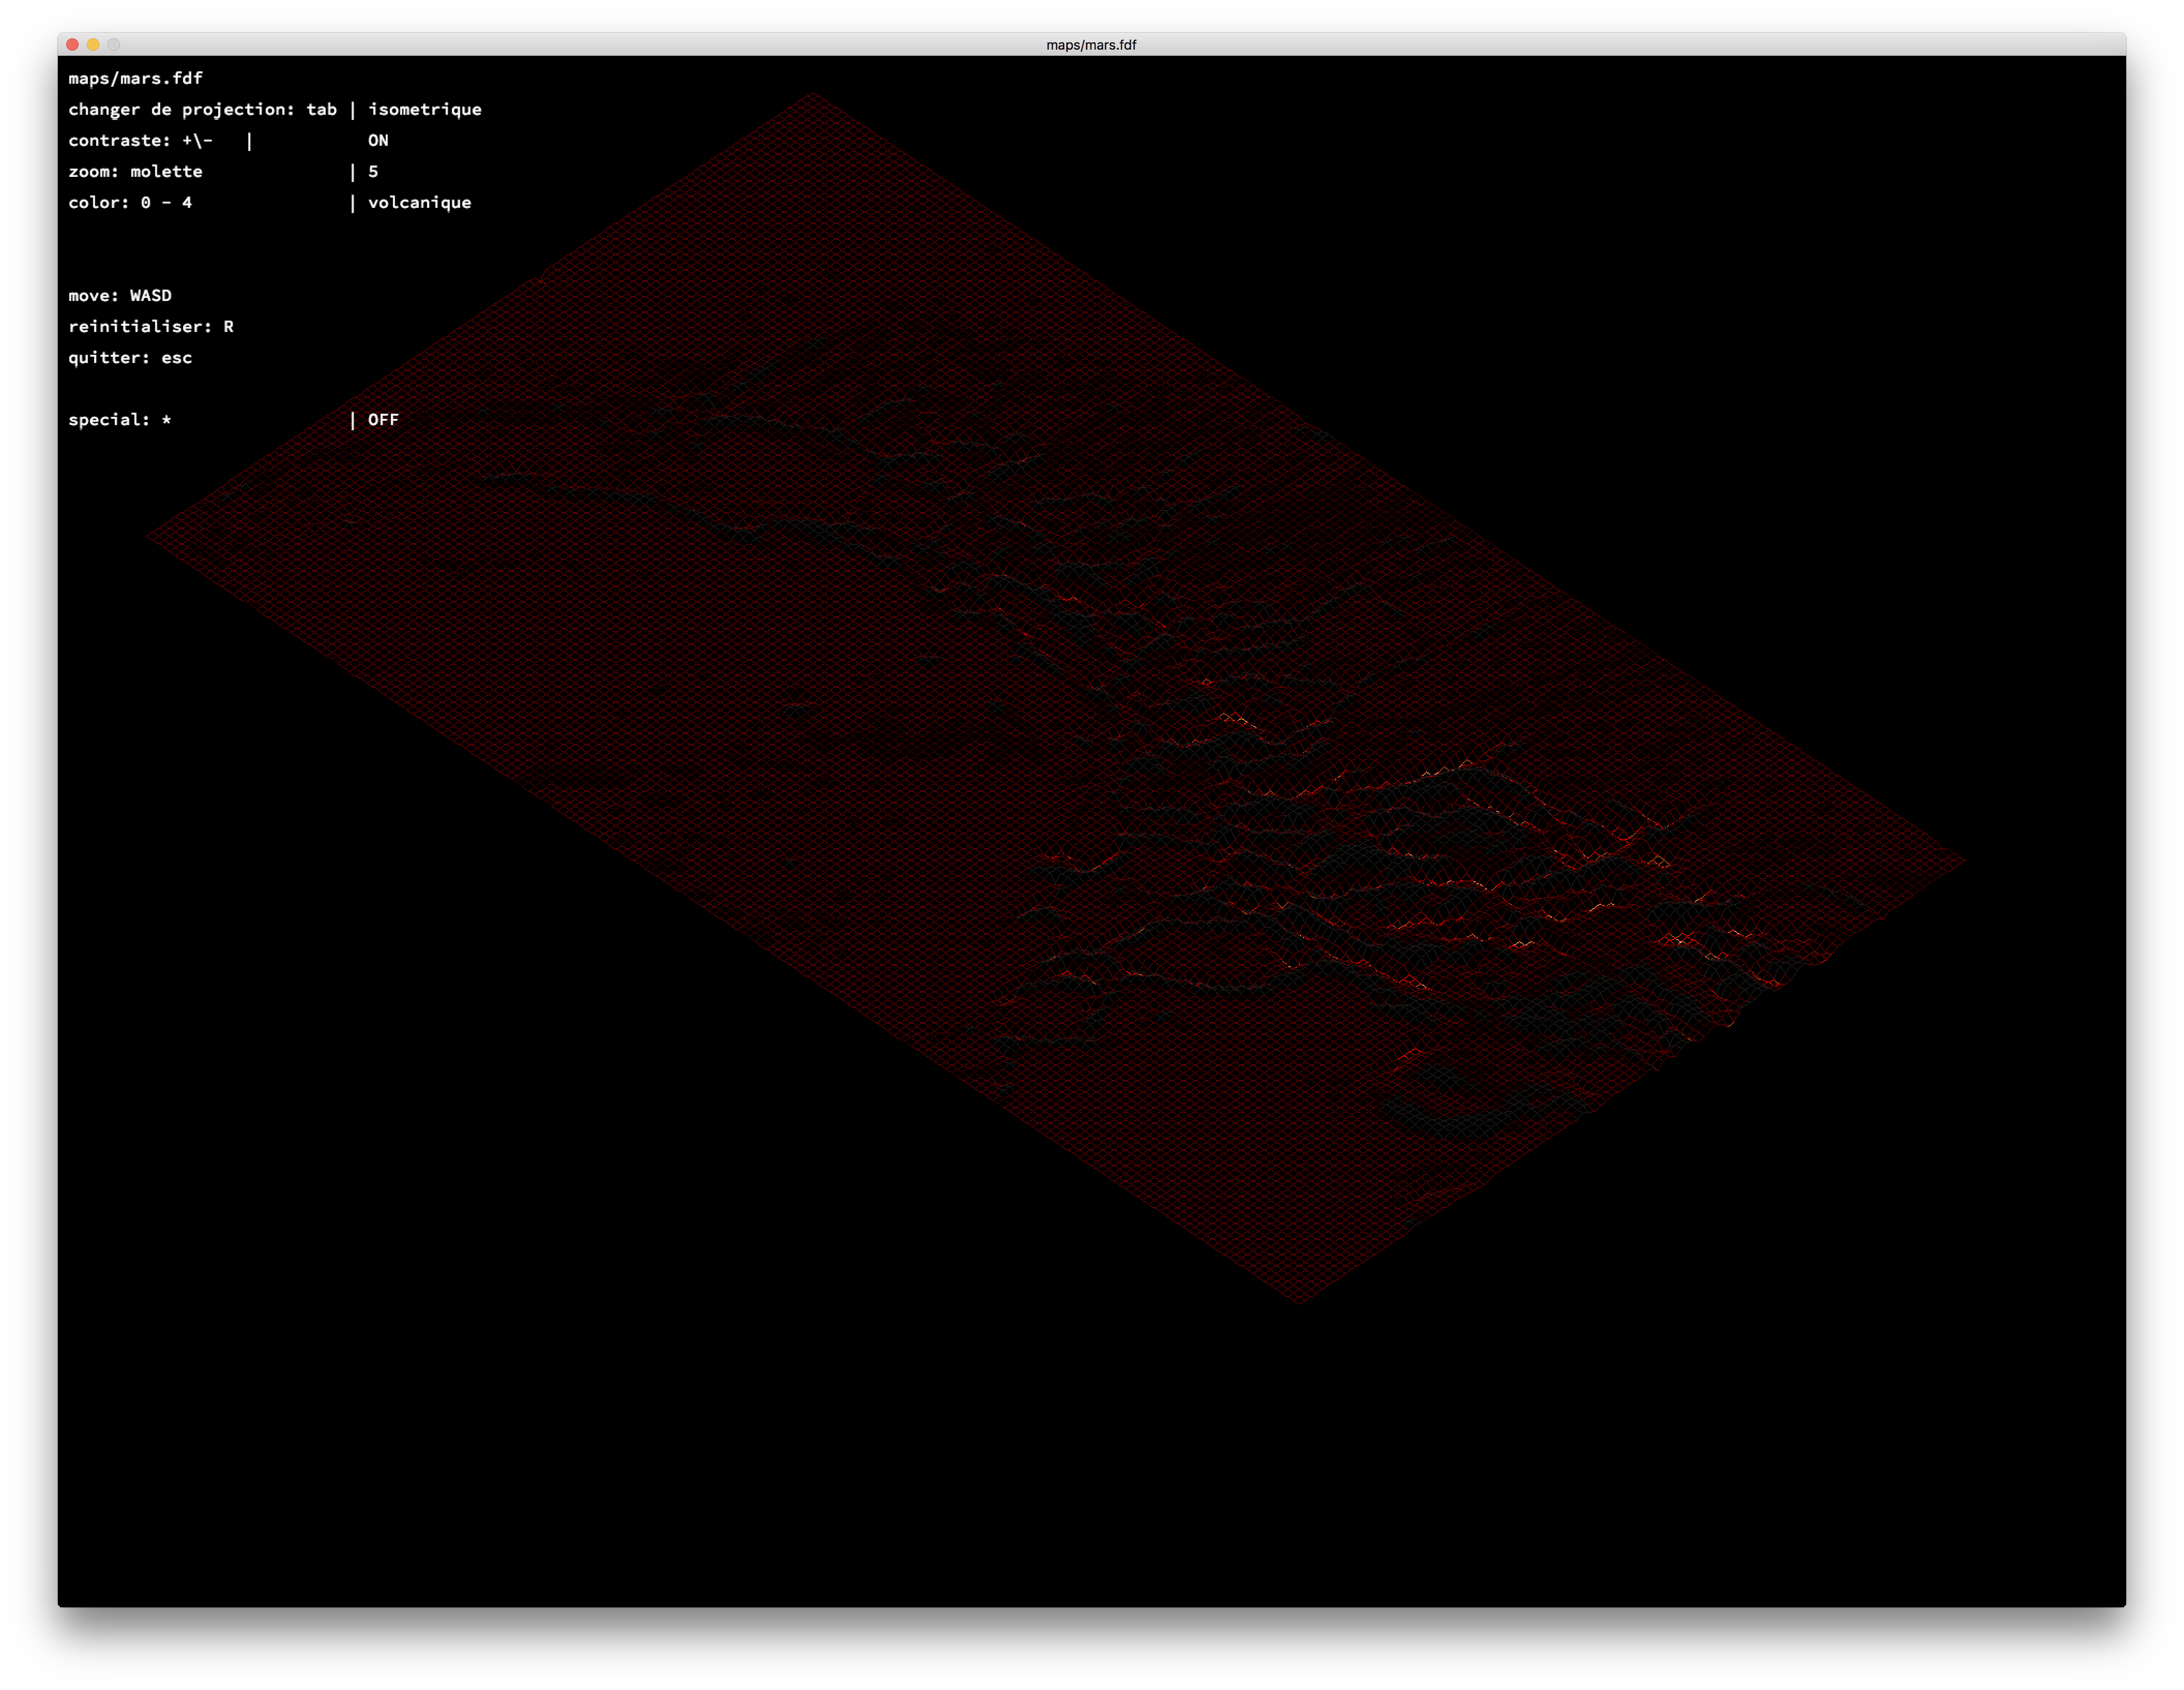 maps/mars.fdf
maps/mars.fdf
changer de projection: tab | isometrique
contraste: +\- | ON
zoom: molette | 5
color: 0 - 4 | volcanique
move: WASD
reinitialiser: R
quitter: esc
special: * | OFF